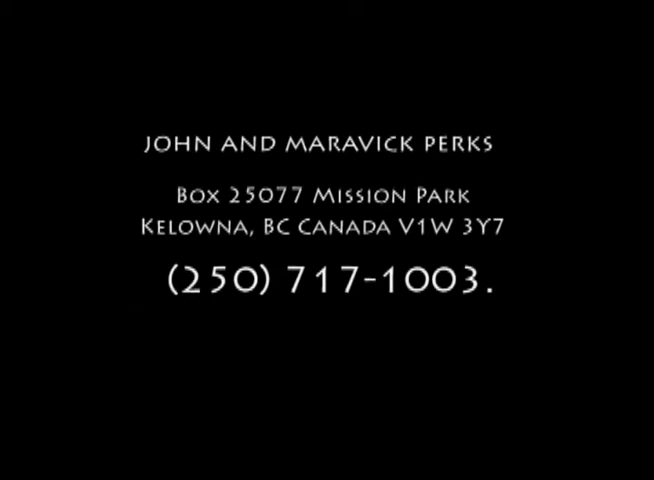 JOHN AND MARAVICK PERKS
BOX 25077 MISSION PARK
KELOWNA, BC CANADA V1W 3Y7
(250) 717-1003.